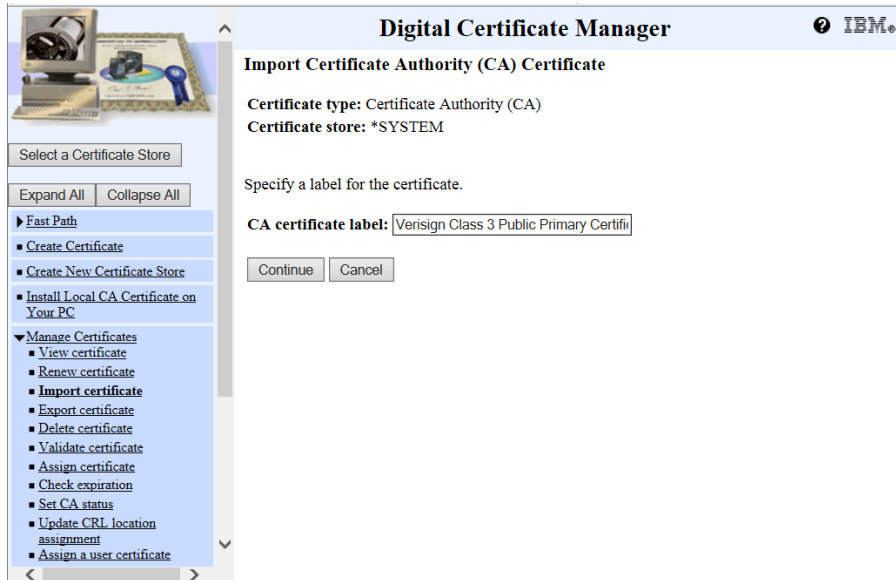 Digital Certificate Manager
IBM®
Select a Certificate Store
Expand All
Collapse All
Fast Path
Create Certificate
Create New Certificate Store
Install Local CA Certificate on
Your PC
Manage Certificates
View certificate
Renew certificate
Import certificate
Export certificate
Delete certificate
Validate certificate
Assign certificate
Check expiration
Set CA status
Update CRL location
assignment
Assign a user certificate
Import Certificate Authority (CA) Certificate
Certificate type: Certificate Authority (CA)
Certificate store: *SYSTEM
Specify a label for the certificate.
CA certificate label: Verisign Class 3 Public Primary Certifi
Continue
Cancel